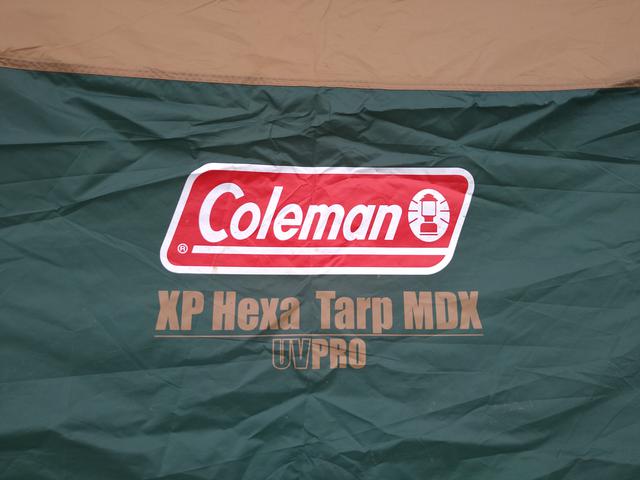 Coleman
®
XP Hexa Tarp MDX
UVPRO